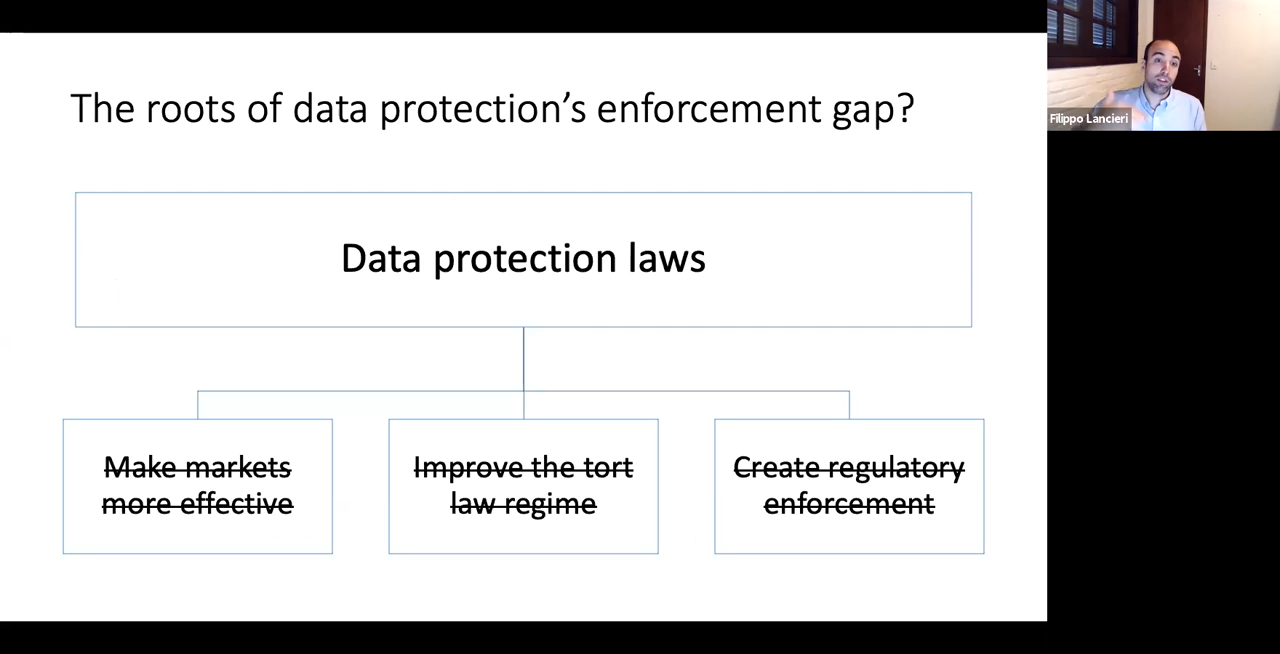 The roots of data protection’s enforcement gap?
Data protection laws
Make markets
more effective
Improve the tort
law regime
Create regulatory
enforcement
Filippo Lancieri